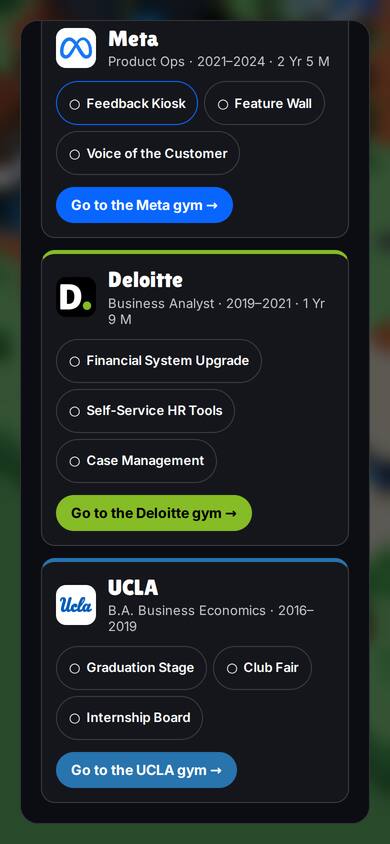 Meta
Product Ops · 2021–2024 · 2 Yr 5 M
Feedback Kiosk
Feature Wall
Voice of the Customer
Go to the Meta gym →
D.
Deloitte
Business Analyst · 2019–2021 · 1 Yr
9 M
Financial System Upgrade
Self-Service HR Tools
Case Management
Go to the Deloitte gym →
Ucla
UCLA
B.A. Business Economics · 2016–
2019
Graduation Stage
Club Fair
Internship Board
Go to the UCLA gym →